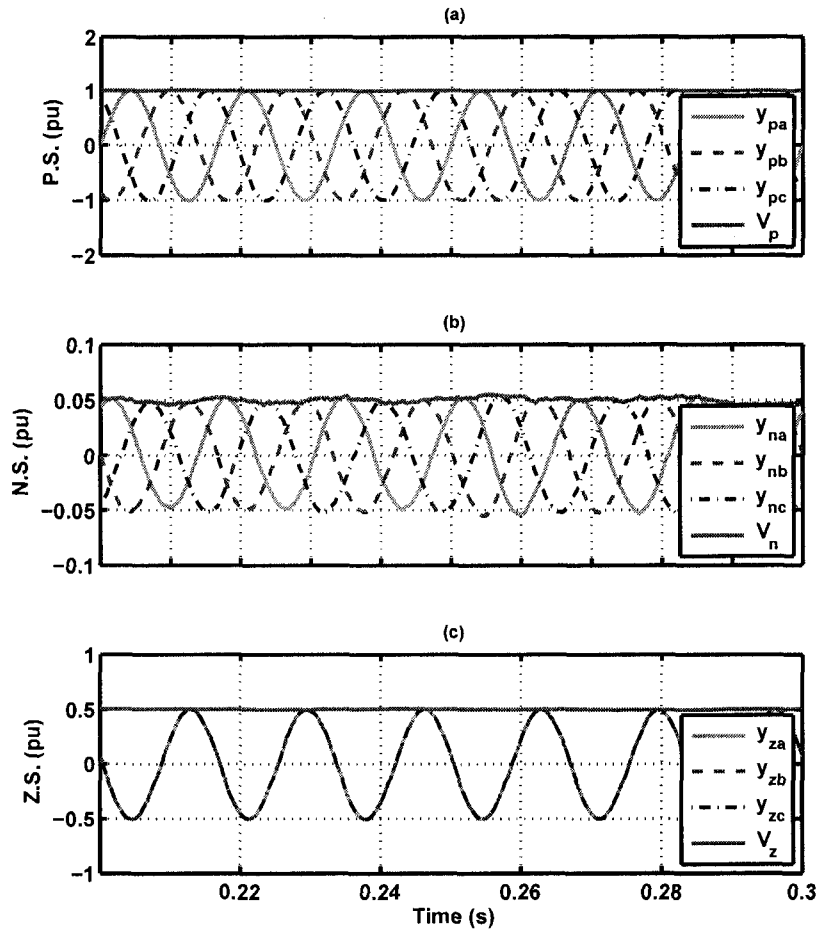 (a)
2
1
0
−1
−2
P.S. (pu)
y_pa
y_pb
y_pc
V_p
(b)
0.1
0.05
0
−0.05
−0.1
N.S. (pu)
y_na
y_nb
y_nc
V_n
(c)
1
0.5
0
−0.5
−1
Z.S. (pu)
y_za
y_zb
y_zc
V_z
0.22
0.24
0.26
0.28
0.3
Time (s)